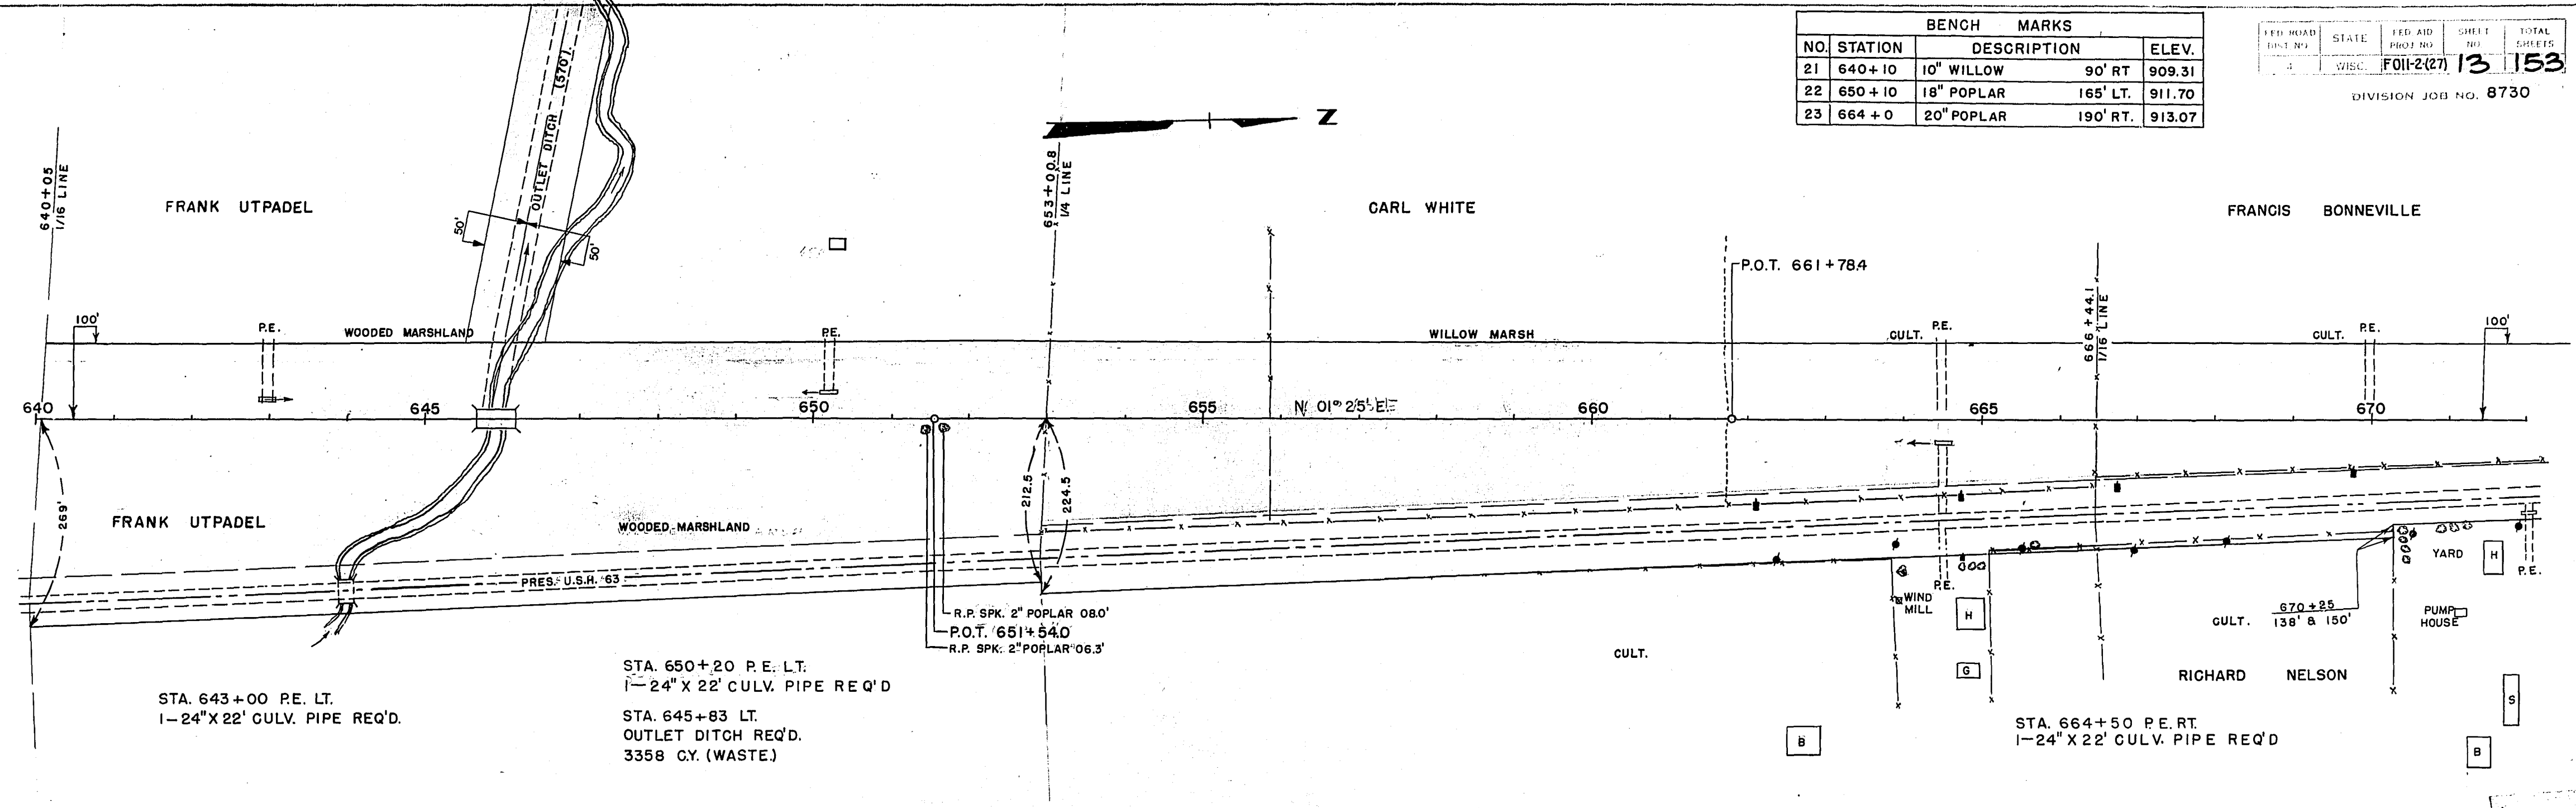 BENCH MARKS
NO. STATION DESCRIPTION ELEV.
21 640+10 10" WILLOW 90' RT 909.31
22 650+10 18" POPLAR 165' LT. 911.70
23 664+0 20" POPLAR 190' RT. 913.07
FED ROAD DIST NO STATE FED AID PROJ NO SHEET NO TOTAL SHEETS
4 WISC. F011-2(27) 13 153
DIVISION JOB NO. 8730
OUTLET DITCH (570').
Z
640+05
1/16 LINE
653+00.8
1/4 LINE
FRANK UTPADEL
CARL WHITE
FRANCIS BONNEVILLE
50'
50'
P.O.T. 661+78.4
666+44.1
1/16 LINE
100'
P.E.
WOODED MARSHLAND
P.E.
WILLOW MARSH
CULT.
P.E.
CULT.
P.E.
100'
640
645
650
655
N 01° 25' E
660
665
670
269'
FRANK UTPADEL
WOODED MARSHLAND
212.5
224.5
PRES. U.S.H. 63
R.P. SPK. 2" POPLAR 08.0'
P.O.T. 651+54.0
R.P. SPK. 2" POPLAR 06.3'
WIND
MILL
P.E.
H
G
B
CULT.
YARD
H
P.E.
670+25
138' & 150'
CULT.
PUMP
HOUSE
RICHARD NELSON
S
B
STA. 643+00 P.E. LT.
1-24" X 22' CULV. PIPE REQ'D.
STA. 650+20 P.E. LT.
1-24" X 22' CULV. PIPE REQ'D
STA. 645+83 LT.
OUTLET DITCH REQ'D.
3358 C.Y. (WASTE.)
STA. 664+50 P.E. RT.
1-24" X 22' CULV. PIPE REQ'D